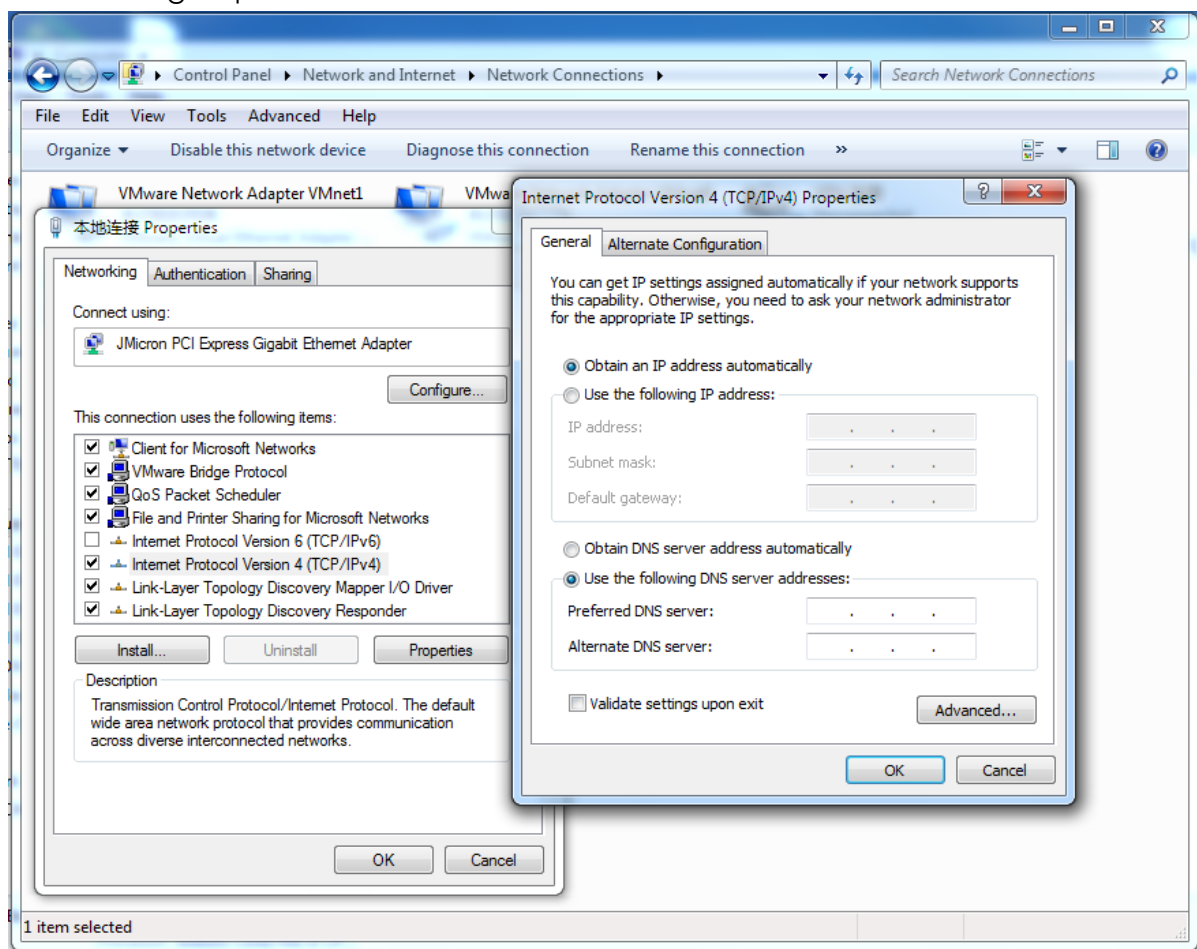 Control Panel ▸ Network and Internet ▸ Network Connections ▸
Search Network Connections
File Edit View Tools Advanced Help
Organize Disable this network device Diagnose this connection Rename this connection »
VMware Network Adapter VMnet1
本地连接 Properties
Networking Authentication Sharing
Connect using:
JMicron PCI Express Gigabit Ethernet Adapter
Configure...
This connection uses the following items:
Client for Microsoft Networks
VMware Bridge Protocol
QoS Packet Scheduler
File and Printer Sharing for Microsoft Networks
Internet Protocol Version 6 (TCP/IPv6)
Internet Protocol Version 4 (TCP/IPv4)
Link-Layer Topology Discovery Mapper I/O Driver
Link-Layer Topology Discovery Responder
Install... Uninstall Properties
Description
Transmission Control Protocol/Internet Protocol. The default
wide area network protocol that provides communication
across diverse interconnected networks.
OK Cancel
Internet Protocol Version 4 (TCP/IPv4) Properties
General Alternate Configuration
You can get IP settings assigned automatically if your network supports
this capability. Otherwise, you need to ask your network administrator
for the appropriate IP settings.
Obtain an IP address automatically
Use the following IP address:
IP address: . . .
Subnet mask: . . .
Default gateway: . . .
Obtain DNS server address automatically
Use the following DNS server addresses:
Preferred DNS server: . . .
Alternate DNS server: . . .
Validate settings upon exit
Advanced...
OK Cancel
1 item selected